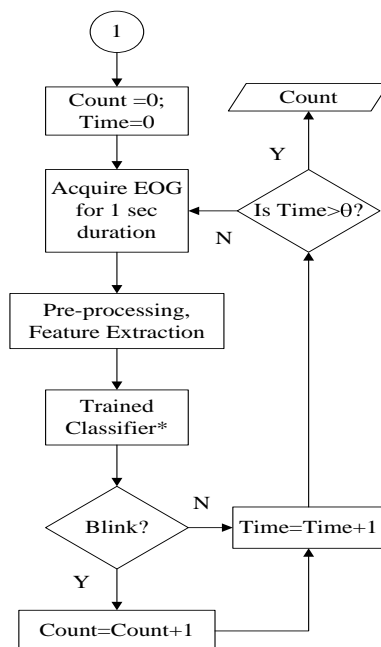 1
Count =0;
Time=0
Acquire EOG
for 1 sec
duration
Pre-processing,
Feature Extraction
Trained
Classifier*
Blink?
N
Y
Count=Count+1
Time=Time+1
Is Time>θ?
N
Y
Count